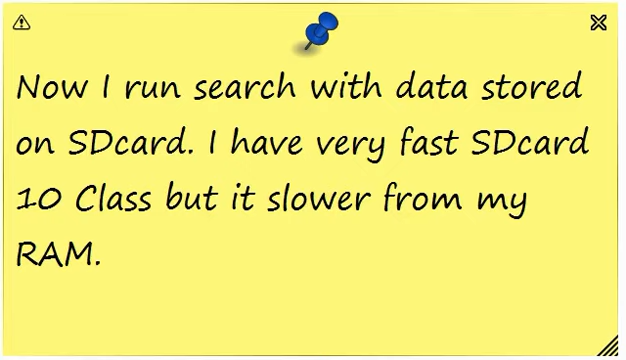 Now I run search with data stored
on SDcard. I have very fast SDcard
10 Class but it slower from my
RAM.